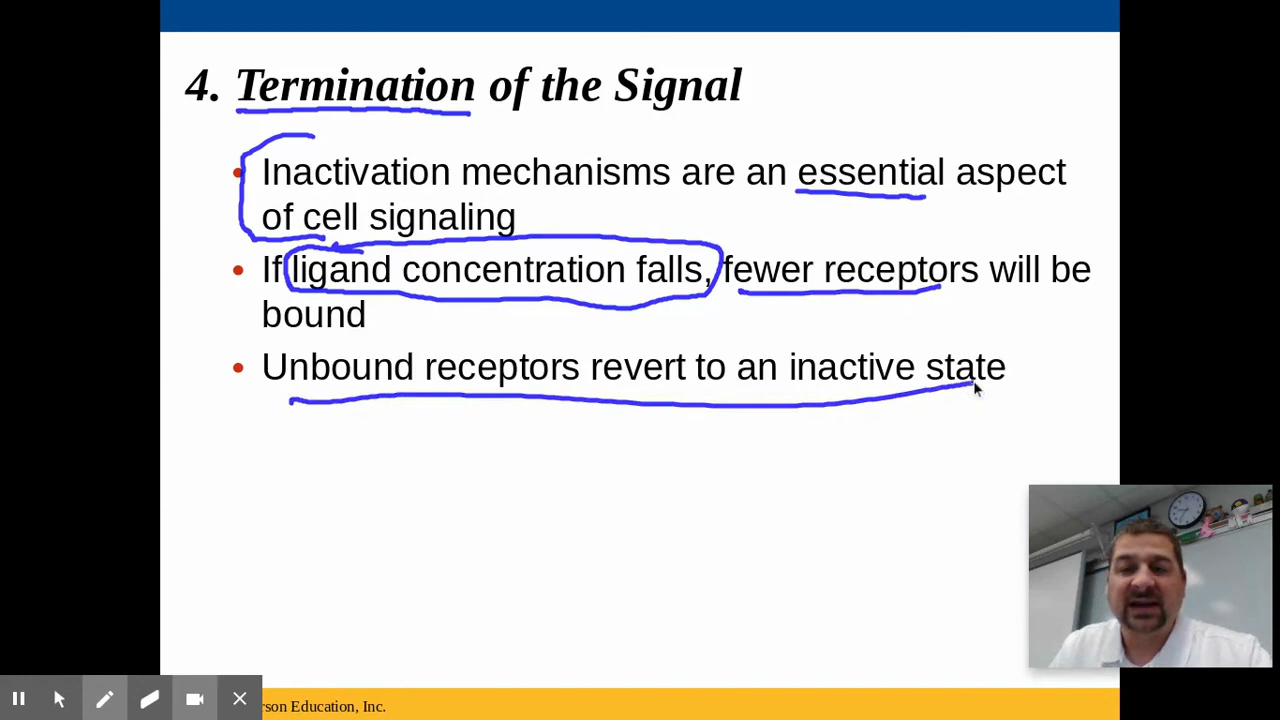 4. Termination of the Signal
Inactivation mechanisms are an essential aspect
of cell signaling
If ligand concentration falls, fewer receptors will be
bound
Unbound receptors revert to an inactive state
rson Education, Inc.